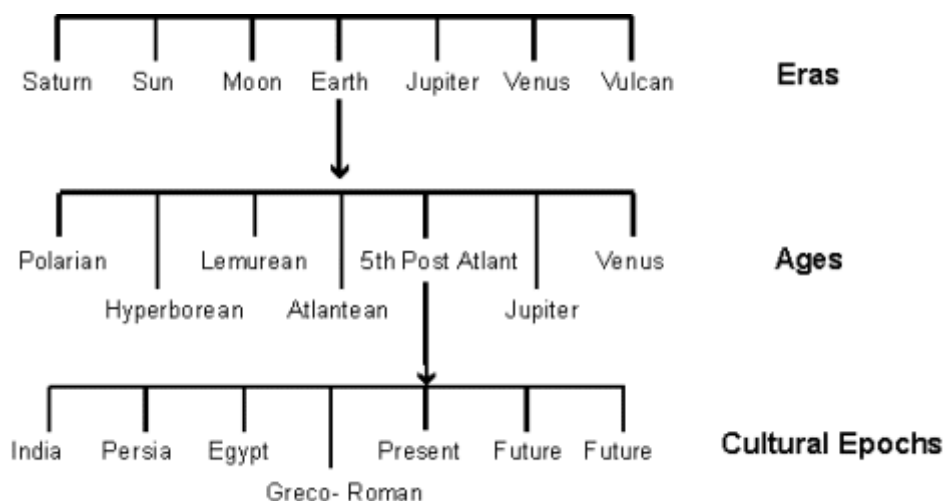 Saturn Sun Moon Earth Jupiter Venus Vulcan Eras
Polarian Lemurean 5th Post Atlant Venus Ages
Hyperborean Atlantean Jupiter
India Persia Egypt Present Future Future Cultural Epochs
Greco- Roman